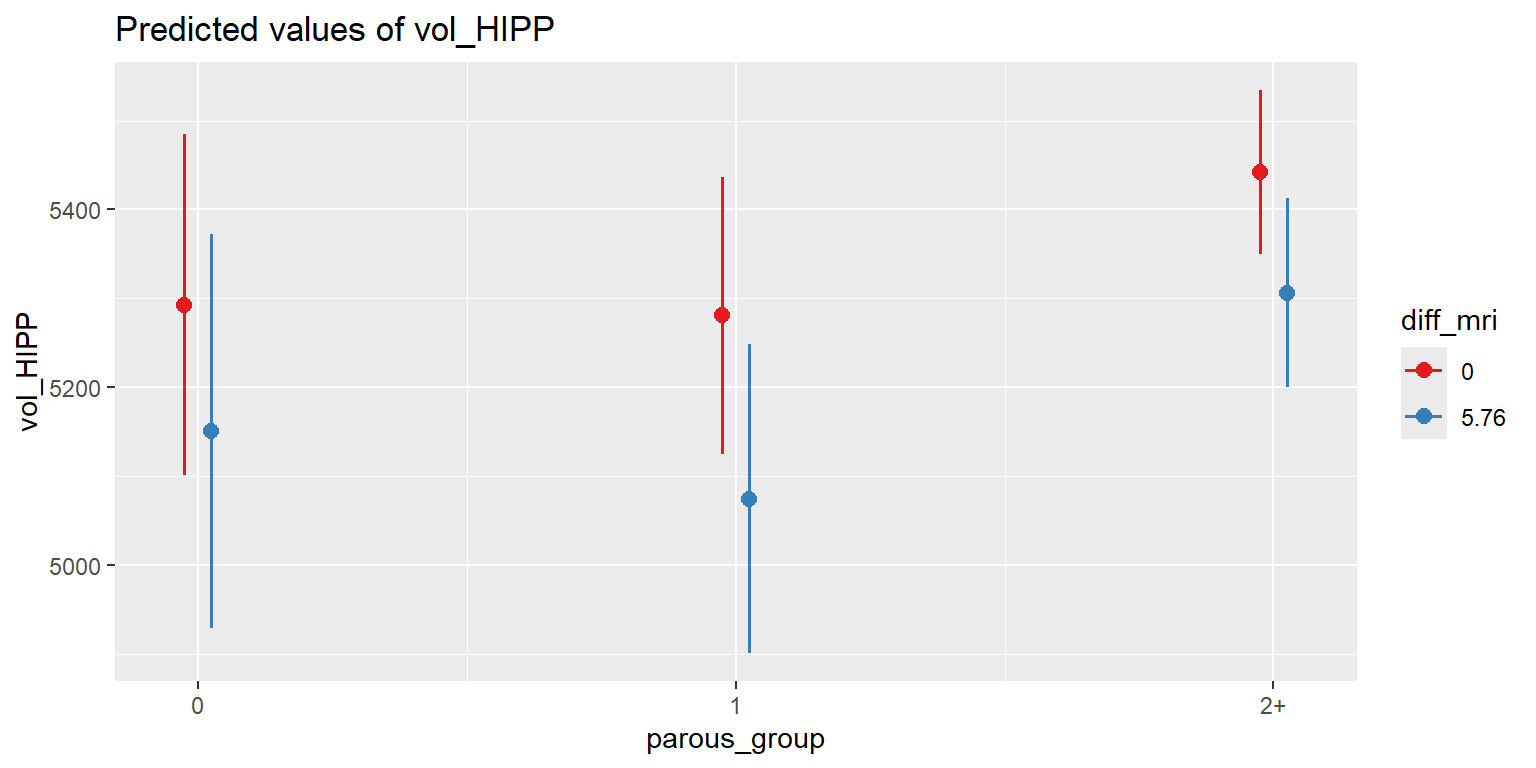 Predicted values of vol_HIPP
5400
5200
5000
vol_HIPP
0
1
2+
parous_group
diff_mri
0
5.76